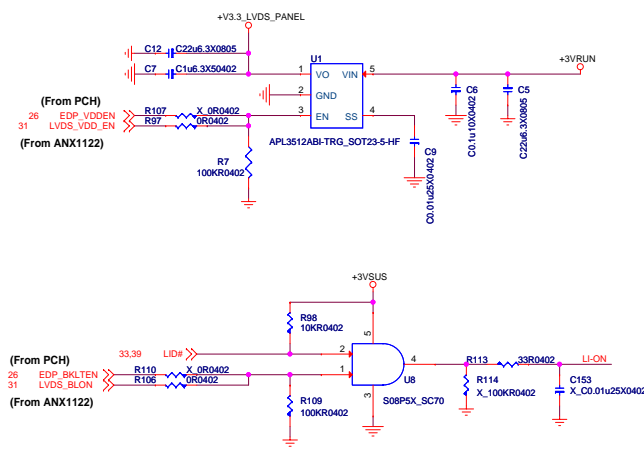 +V3.3_LVDS_PANEL
C12 C22u6.3X0805
C7 C1u6.3X50402
U1
1 VO VIN 5
+3VRUN
2 GND
3 EN SS 4
APL3512ABI-TRG_SOT23-5-HF
C6
C0.1u10X0402
C5
C22u6.3X0805
C9
C0.01u25X0402
(From PCH)
26 EDP_VDDEN R107 X_0R0402
31 LVDS_VDD_EN R97 0R0402
(From ANX1122)
R7
100KR0402
+3VSUS
R98
10KR0402
33,39 LID# 2
5
4
1
3
U8
S08P5X_SC70
(From PCH)
26 EDP_BKLTEN R110 X_0R0402
31 LVDS_BLON R106 0R0402
(From ANX1122)
R109
100KR0402
R113 33R0402 LI-ON
R114
X_100KR0402
C153
X_C0.01u25X0402